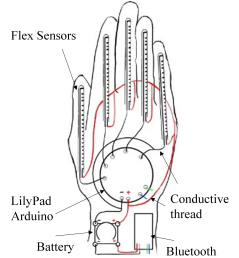 Flex Sensors
LilyPad
Arduino
Conductive
thread
Battery
Bluetooth